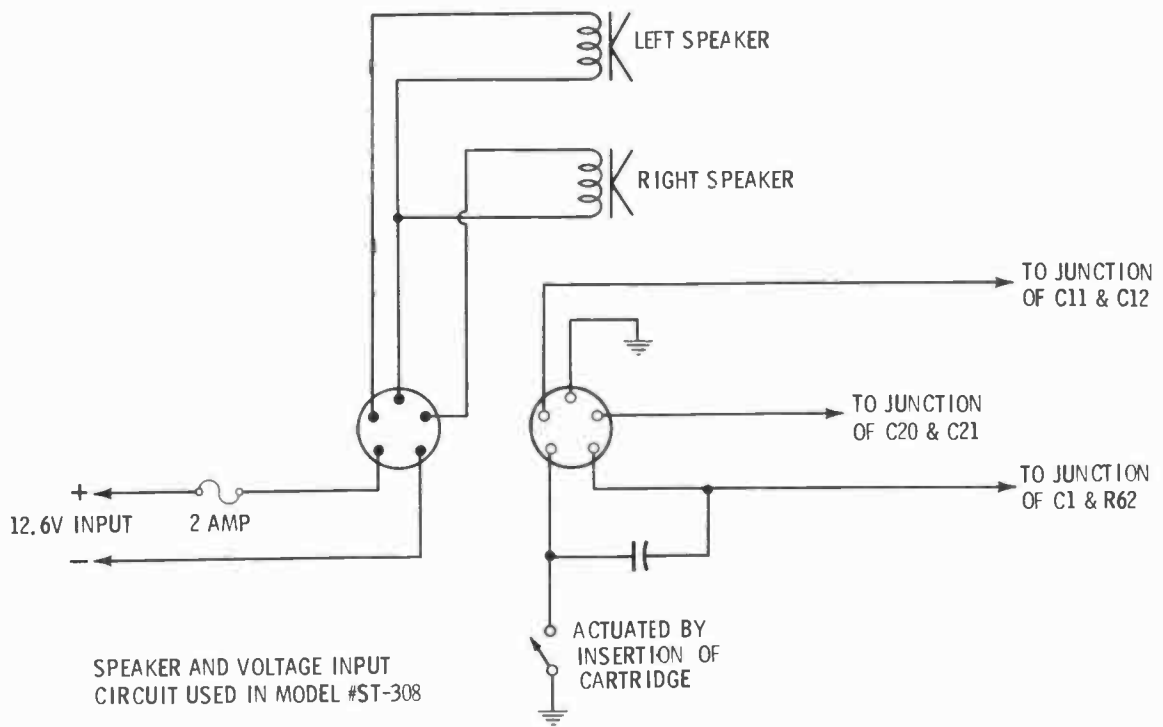 LEFT SPEAKER
RIGHT SPEAKER
TO JUNCTION
OF C11 & C12
TO JUNCTION
OF C20 & C21
+
12.6V INPUT
2 AMP
-
TO JUNCTION
OF C1 & R62
ACTUATED BY
INSERTION OF
CARTRIDGE
SPEAKER AND VOLTAGE INPUT
CIRCUIT USED IN MODEL #ST-308